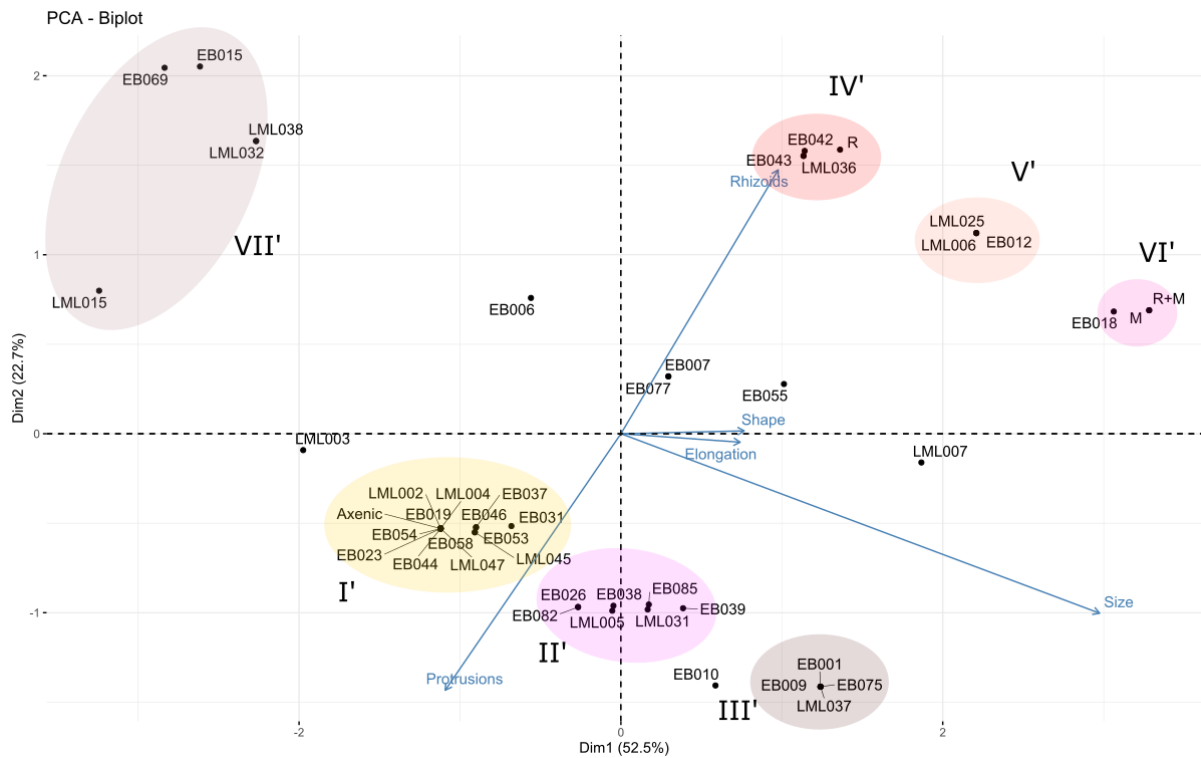 PCA - Biplot
EB015
EB069
IV'
LML038
EB042
R
LML032
EB043
LML036
V'
Rhizoids
LML025
VII'
LML006
EB012
VI'
LML015
R+M
EB006
EB018
M
EB007
EB077
EB055
Shape
LML003
Elongation
LML007
LML002
LML004
EB037
Axenic
EB019
EB046
EB031
EB054
EB058
EB053
EB023
EB044
LML047
LML045
I'
EB026
EB038
EB085
Size
EB082
LML005
LML031
EB039
II'
Protrusions
EB010
EB001
EB009
EB075
III'
LML037
2
1
0
-1
Dim2 (22.7%)
-2
0
2
Dim1 (52.5%)